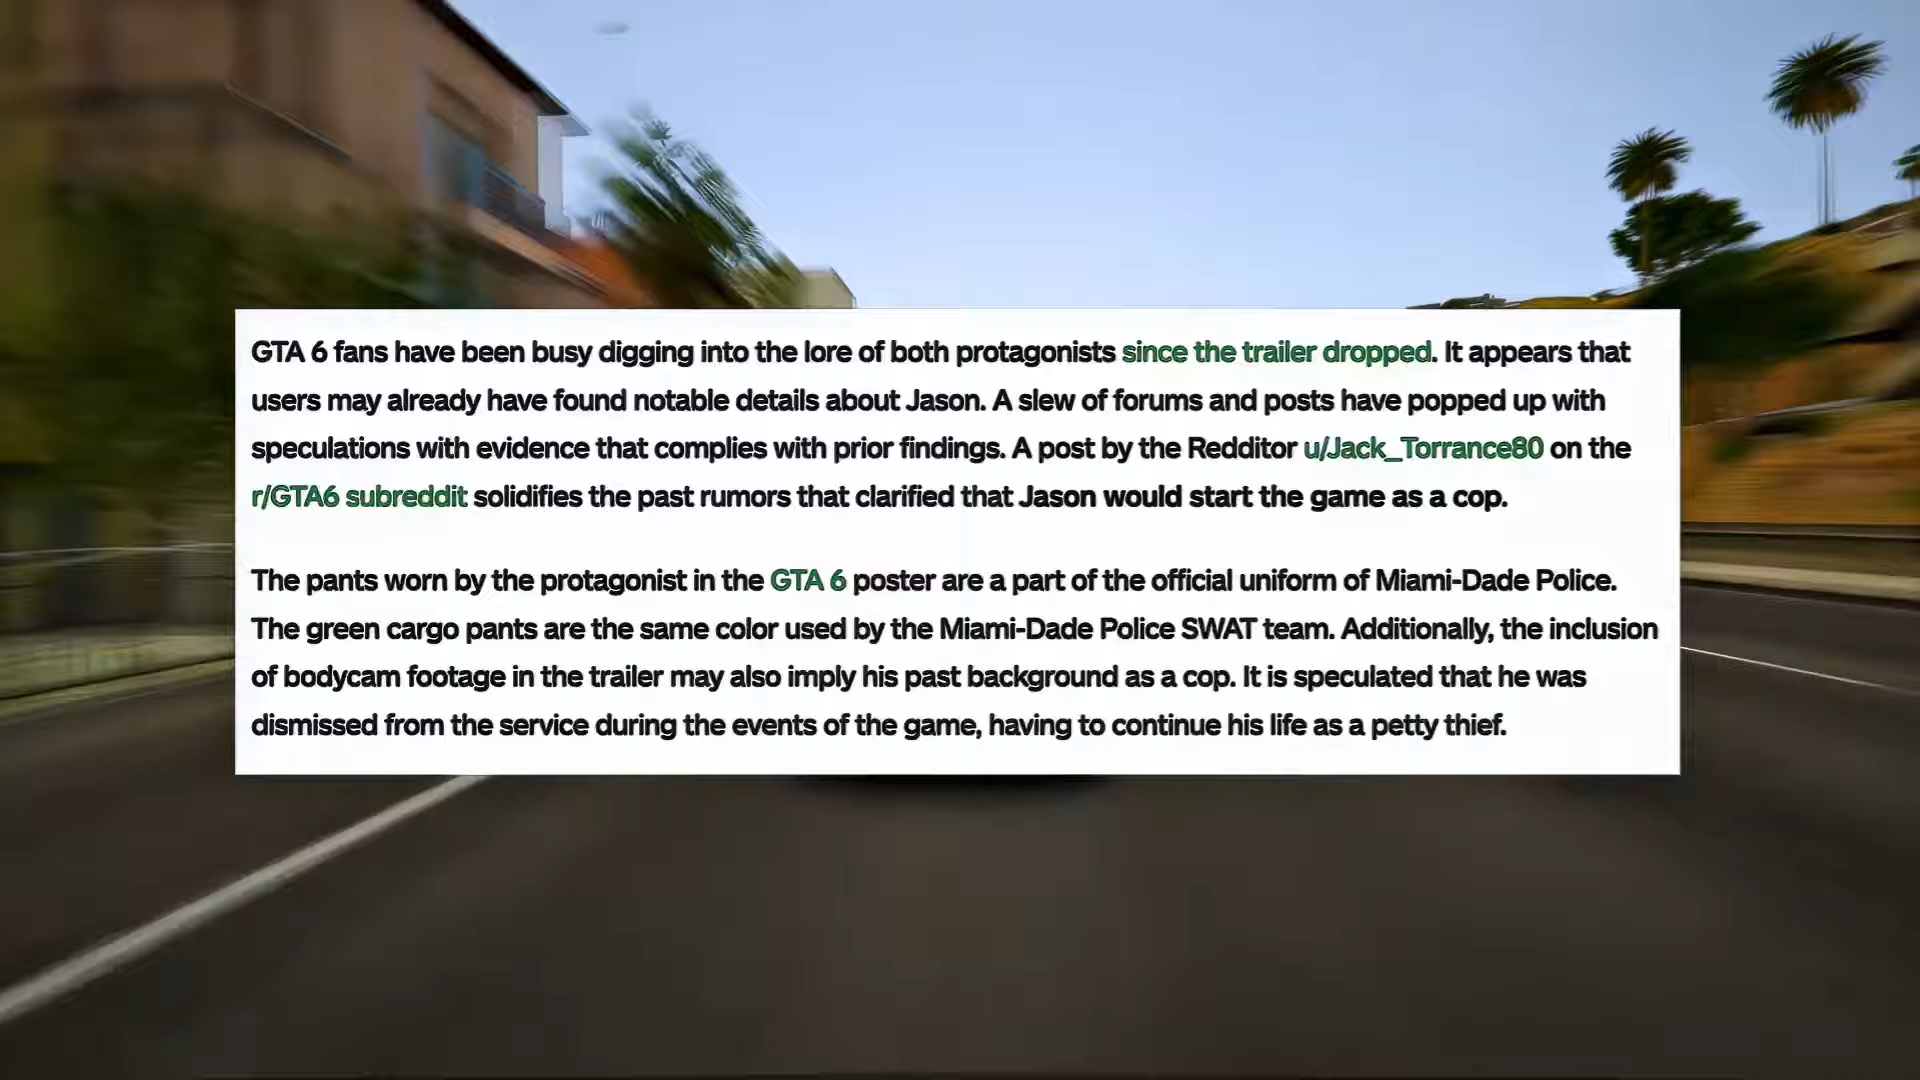 GTA 6 fans have been busy digging into the lore of both protagonists since the trailer dropped. It appears that
users may already have found notable details about Jason. A slew of forums and posts have popped up with
speculations with evidence that complies with prior findings. A post by the Redditor u/Jack_Torrance80 on the
r/GTA6 subreddit solidifies the past rumors that clarified that Jason would start the game as a cop.
The pants worn by the protagonist in the GTA 6 poster are a part of the official uniform of Miami-Dade Police.
The green cargo pants are the same color used by the Miami-Dade Police SWAT team. Additionally, the inclusion
of bodycam footage in the trailer may also imply his past background as a cop. It is speculated that he was
dismissed from the service during the events of the game, having to continue his life as a petty thief.